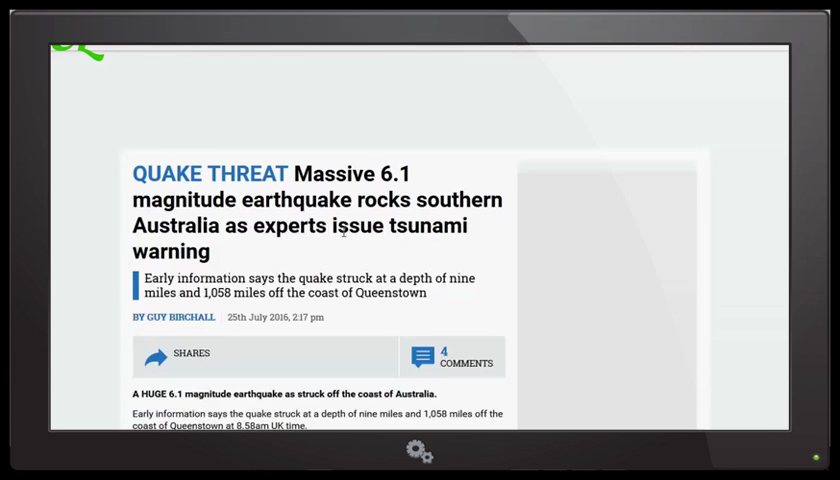 QUAKE THREAT Massive 6.1
magnitude earthquake rocks southern
Australia as experts issue tsunami
warning
Early information says the quake struck at a depth of nine
miles and 1,058 miles off the coast of Queenstown
BY GUY BIRCHALL 25th July 2016, 2:17 pm
SHARES
4
COMMENTS
A HUGE 6.1 magnitude earthquake as struck off the coast of Australia.
Early information says the quake struck at a depth of nine miles and 1,058 miles off the
coast of Queenstown at 8.58am UK time.